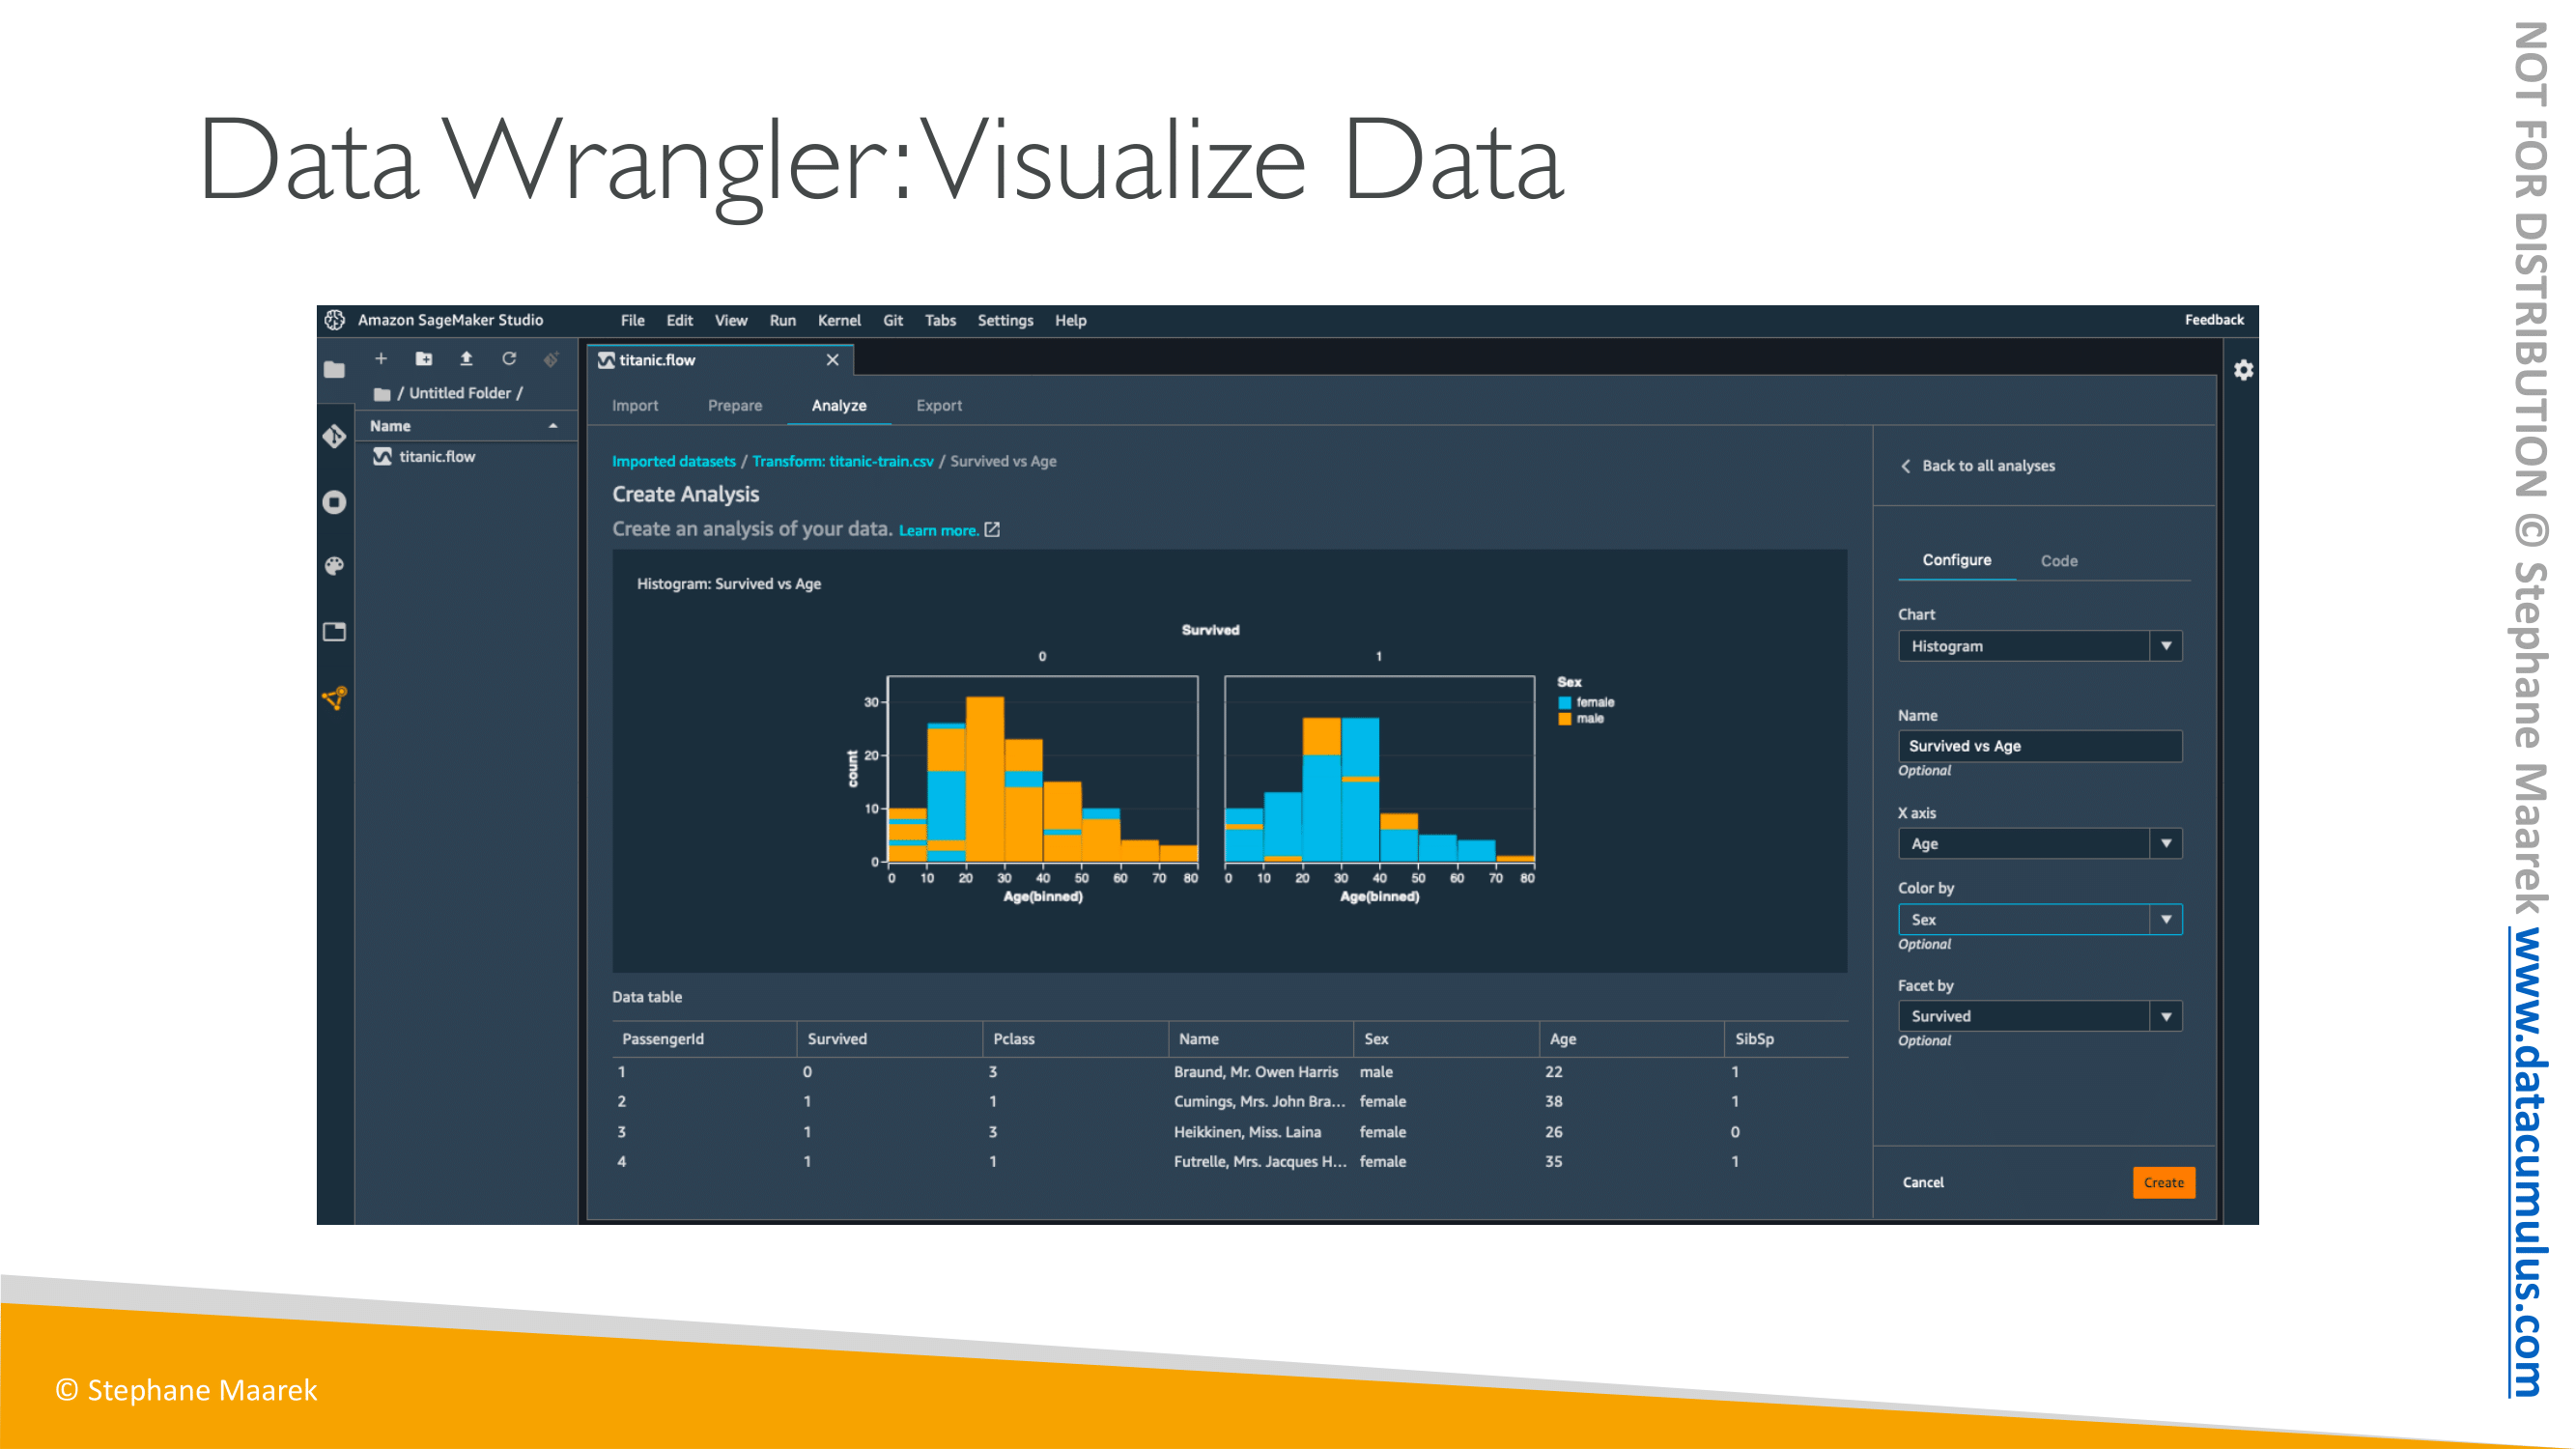 Data Wrangler: Visualize Data
Amazon SageMaker Studio
File Edit View Run Kernel Git Tabs Settings Help
Feedback
/ Untitled Folder /
Name
titanic.flow
titanic.flow
Import Prepare Analyze Export
Imported datasets / Transform: titanic-train.csv / Survived vs Age
Create Analysis
Create an analysis of your data. Learn more.
Histogram: Survived vs Age
Survived
0 1
count
30
20
10
0
0 10 20 30 40 50 60 70 80
Age(binned)
0 10 20 30 40 50 60 70 80
Age(binned)
Sex
female
male
Data table
PassengerId Survived Pclass Name Sex Age SibSp
1 0 3 Braund, Mr. Owen Harris male 22 1
2 1 1 Cumings, Mrs. John Bra... female 38 1
3 1 3 Heikkinen, Miss. Laina female 26 0
4 1 1 Futrelle, Mrs. Jacques H... female 35 1
Back to all analyses
Configure Code
Chart
Histogram
Name
Survived vs Age
Optional
X axis
Age
Color by
Sex
Optional
Facet by
Survived
Optional
Cancel Create
© Stephane Maarek
NOT FOR DISTRIBUTION © Stephane Maarek www.datacumulus.com